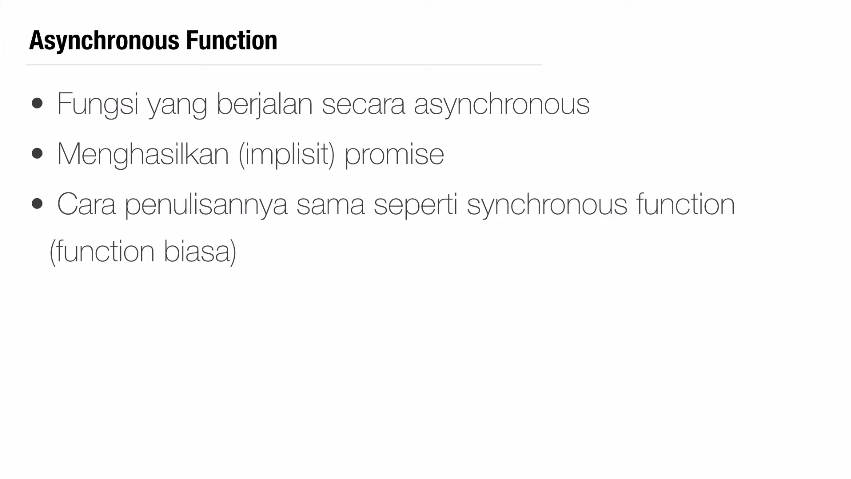 Asynchronous Function
• Fungsi yang berjalan secara asynchronous
• Menghasilkan (implisit) promise
• Cara penulisannya sama seperti synchronous function
(function biasa)